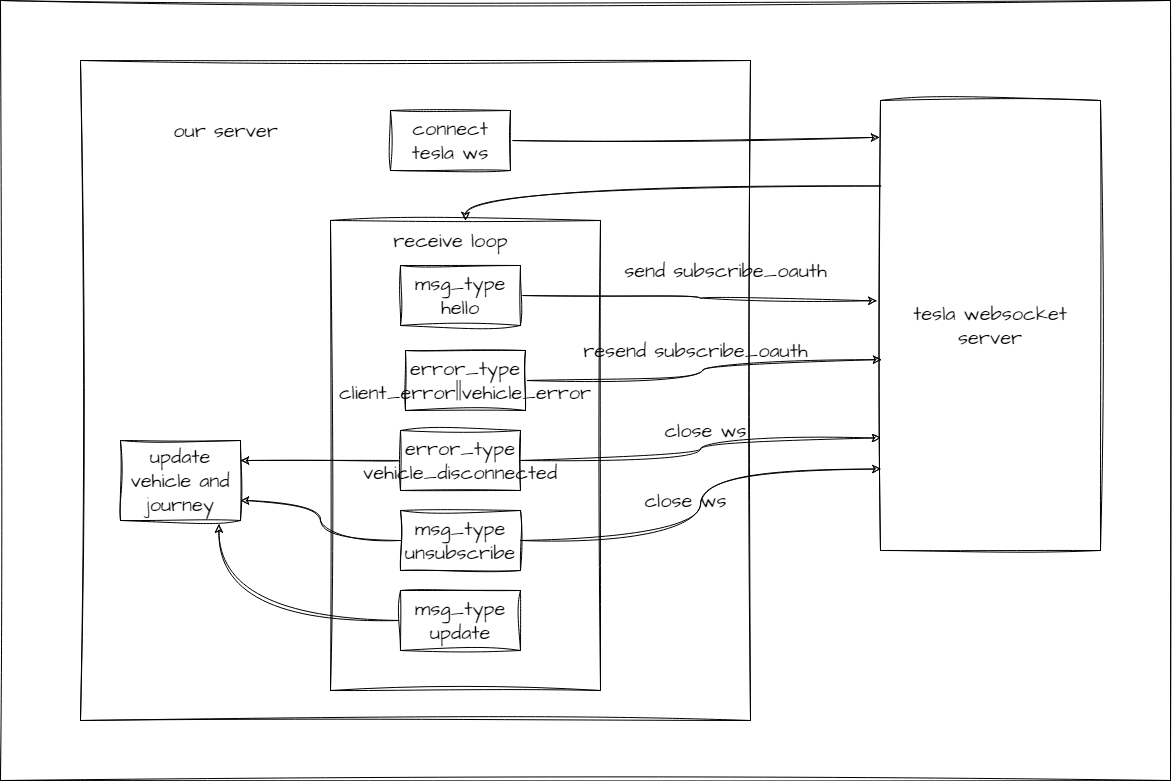 our server
connect
tesla ws
receive loop
msg_type
hello
send subscribe_oauth
tesla websocket
server
error_type
client_error||vehicle_error
resend subscribe_oauth
error_type
vehicle_disconnected
close ws
update
vehicle and
journey
msg_type
unsubscribe
close ws
msg_type
update